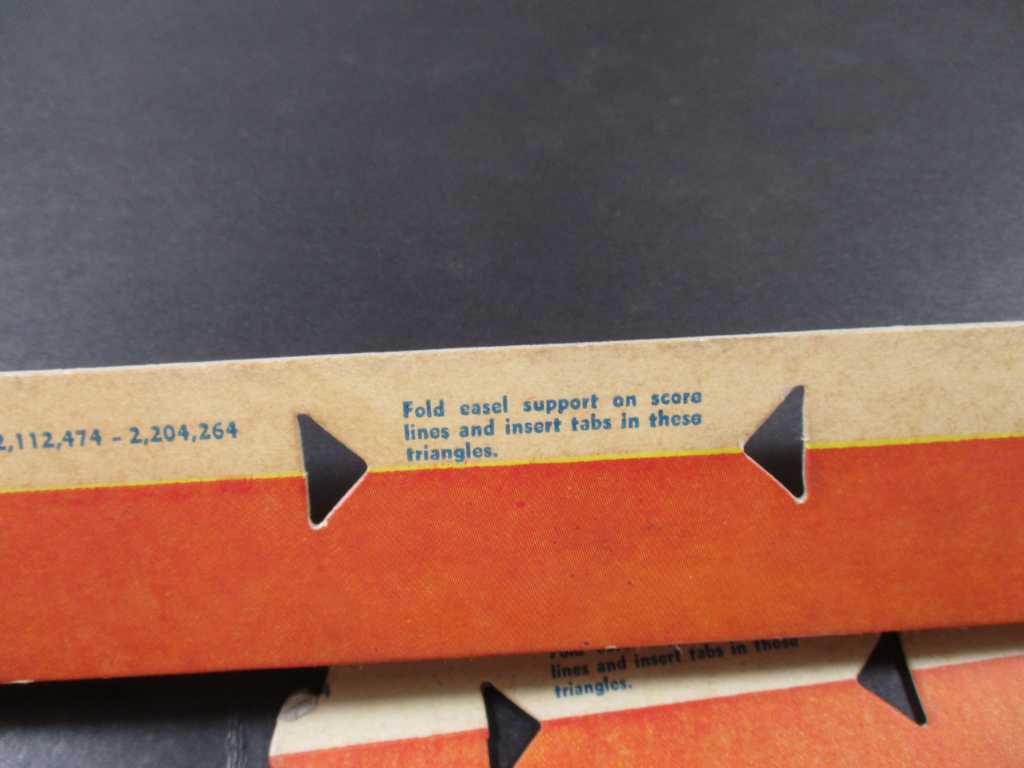 2,112,474 - 2,204,264
Fold easel support on score
lines and insert tabs in these
triangles.
lines and insert tabs in these
triangles.